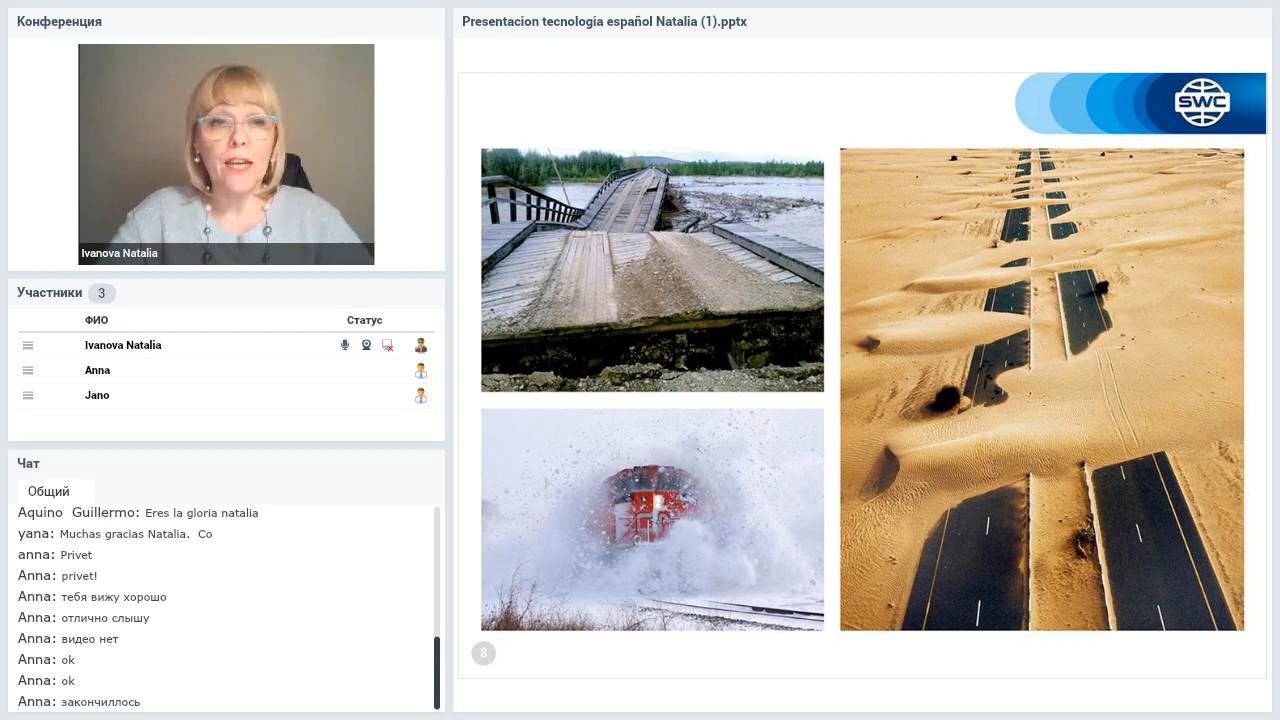 Конференция
Ivanova Natalia
Участники 3
ФИО Статус
Ivanova Natalia
Anna
Jano
Чат
Общий
Aquino Guillermo: Eres la gloria natalia
yana: Muchas gracias Natalia. Co
anna: Privet
Anna: privet!
Anna: тебя вижу хорошо
Anna: отлично слышу
Anna: видео нет
Anna: ok
Anna: ok
Anna: закончиллось
Presentacion tecnologia español Natalia (1).pptx
SWC
8